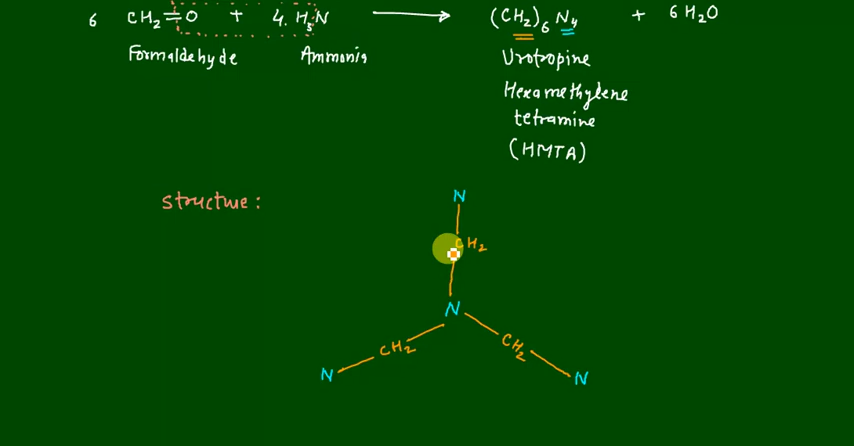 6 CH2=O + 4. H3N ⟶ (CH2)6 N4 + 6 H2O
Formaldehyde Ammonia Urotropine
Hexamethylene
tetramine
(HMTA)
Structure:
N
CH2
N
CH2 CH2
N N